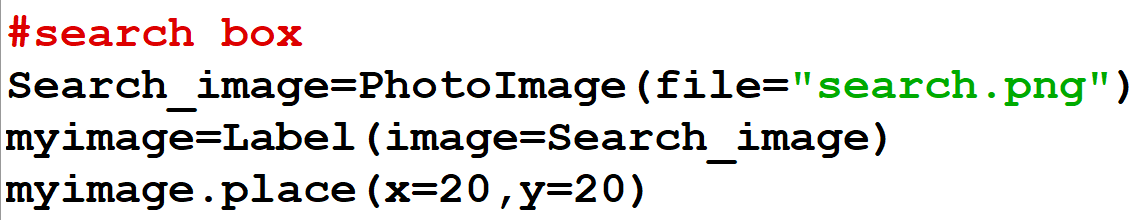 #search box
Search_image=PhotoImage(file="search.png")
myimage=Label(image=Search_image)
myimage.place(x=20,y=20)